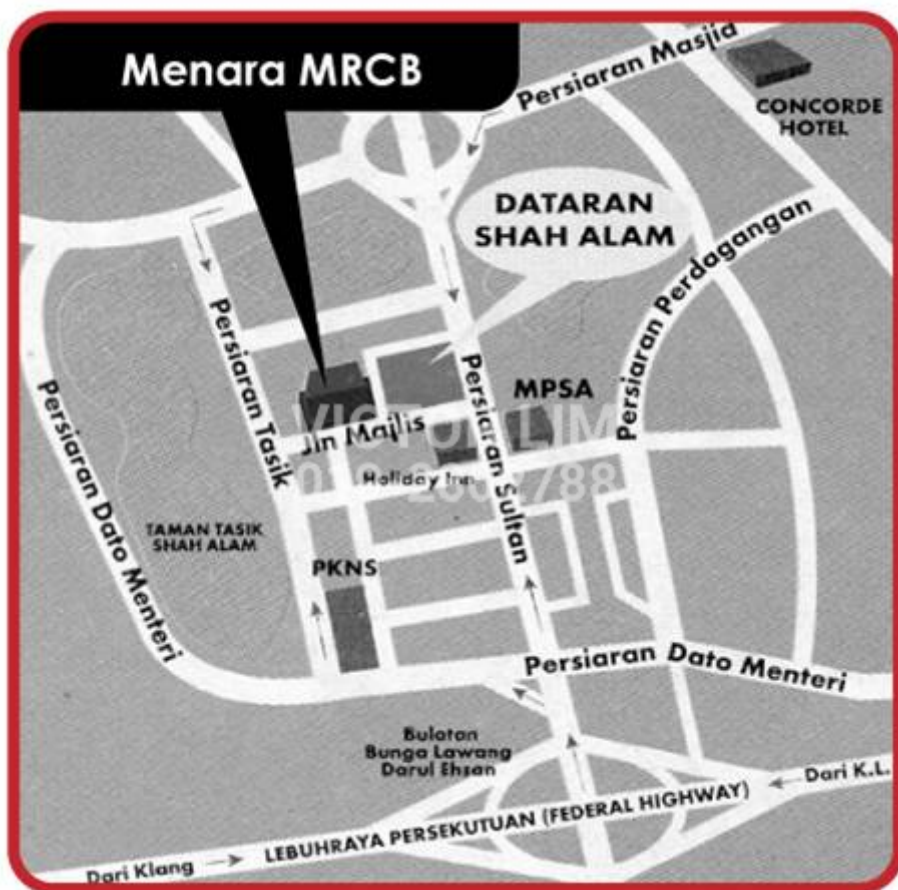 Menara MRCB
Persiaran Masjid
CONCORDE
HOTEL
DATARAN
SHAH ALAM
Persiaran Perdagangan
Persiaran Tasik
Persiaran Dato Menteri
Persiaran Sultan
MPSA
VICTOR LIM
Jln Majlis
Holiday Inn
TAMAN TASIK
SHAH ALAM
PKNS
Persiaran Dato Menteri
Bulatan
Bunga Lawang
Darul Ehsan
Dari K.L.
LEBUHRAYA PERSEKUTUAN (FEDERAL HIGHWAY)
Dari Klang